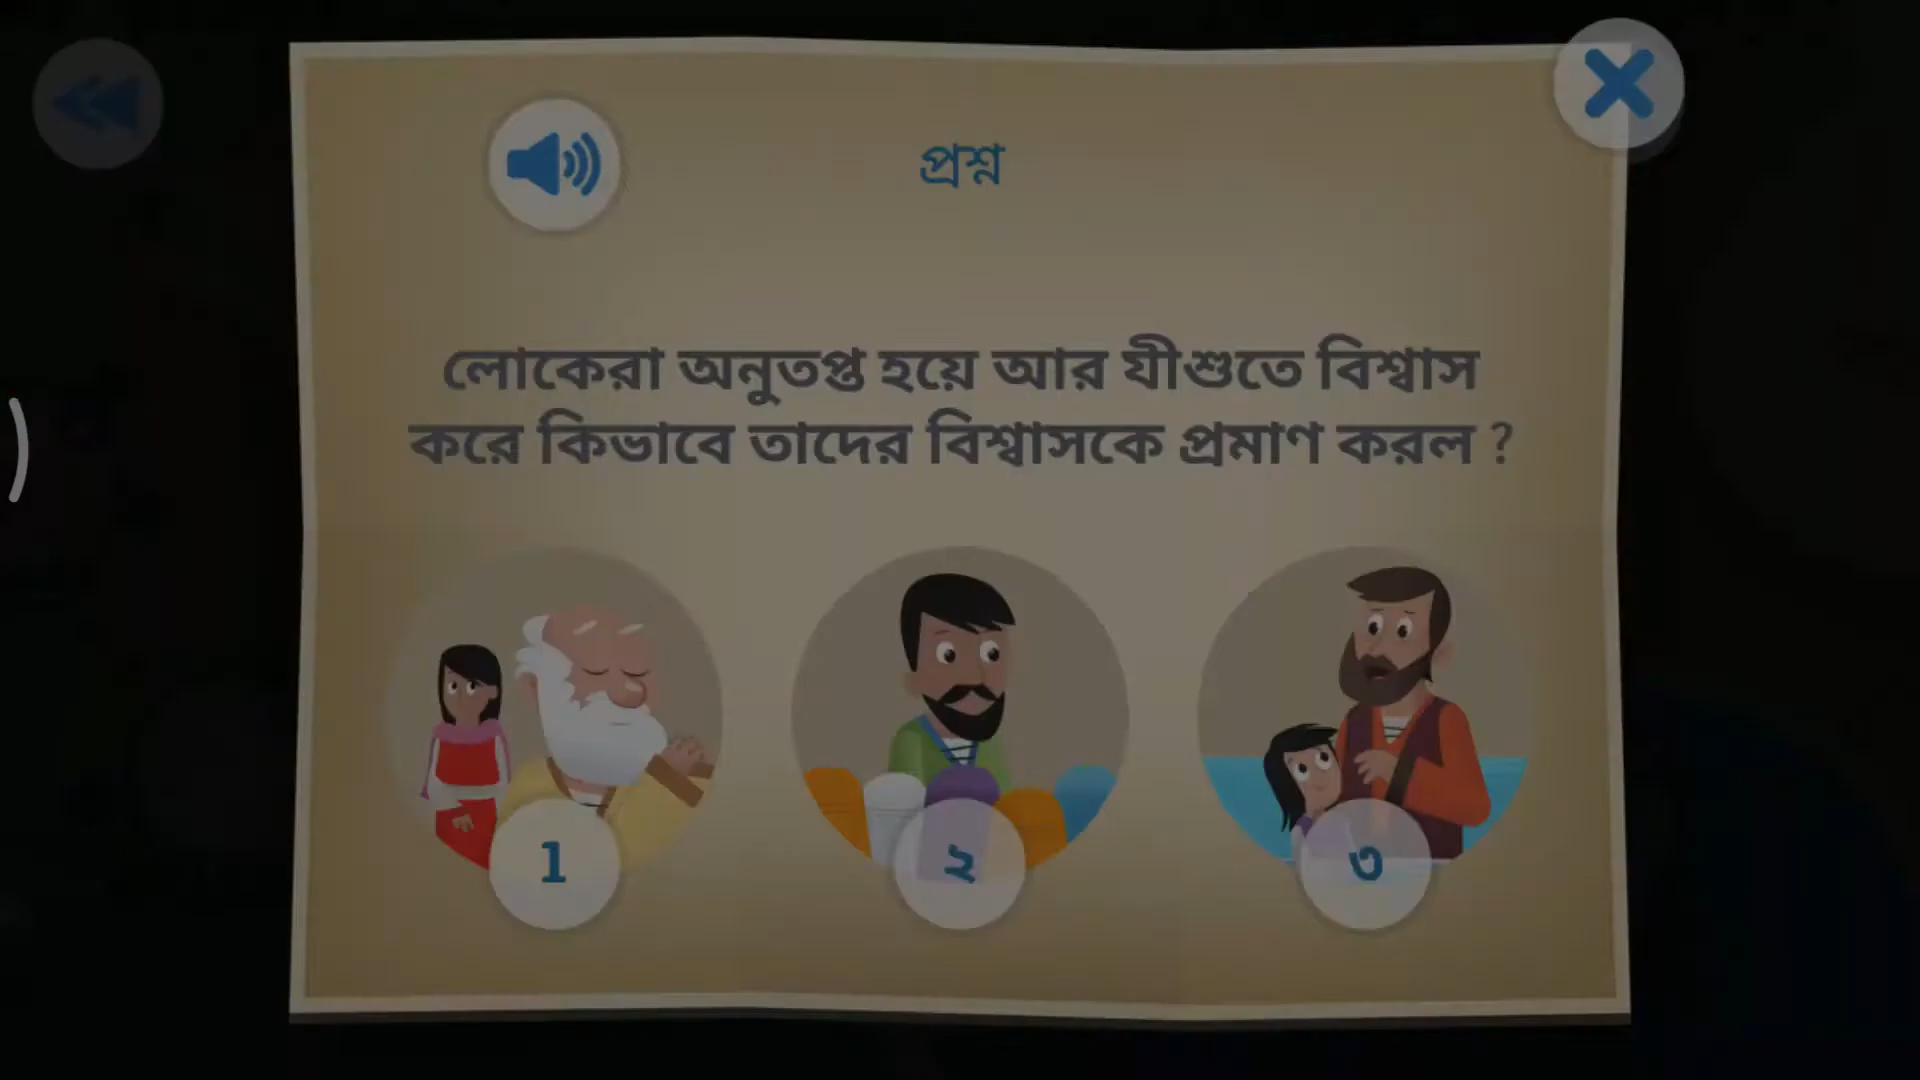 প্রশ্ন
লোকেরা অনুতপ্ত হয়ে আর যীশুতে বিশ্বাস
করে কিভাবে তাদের বিশ্বাসকে প্রমাণ করল ?
1
২
৩